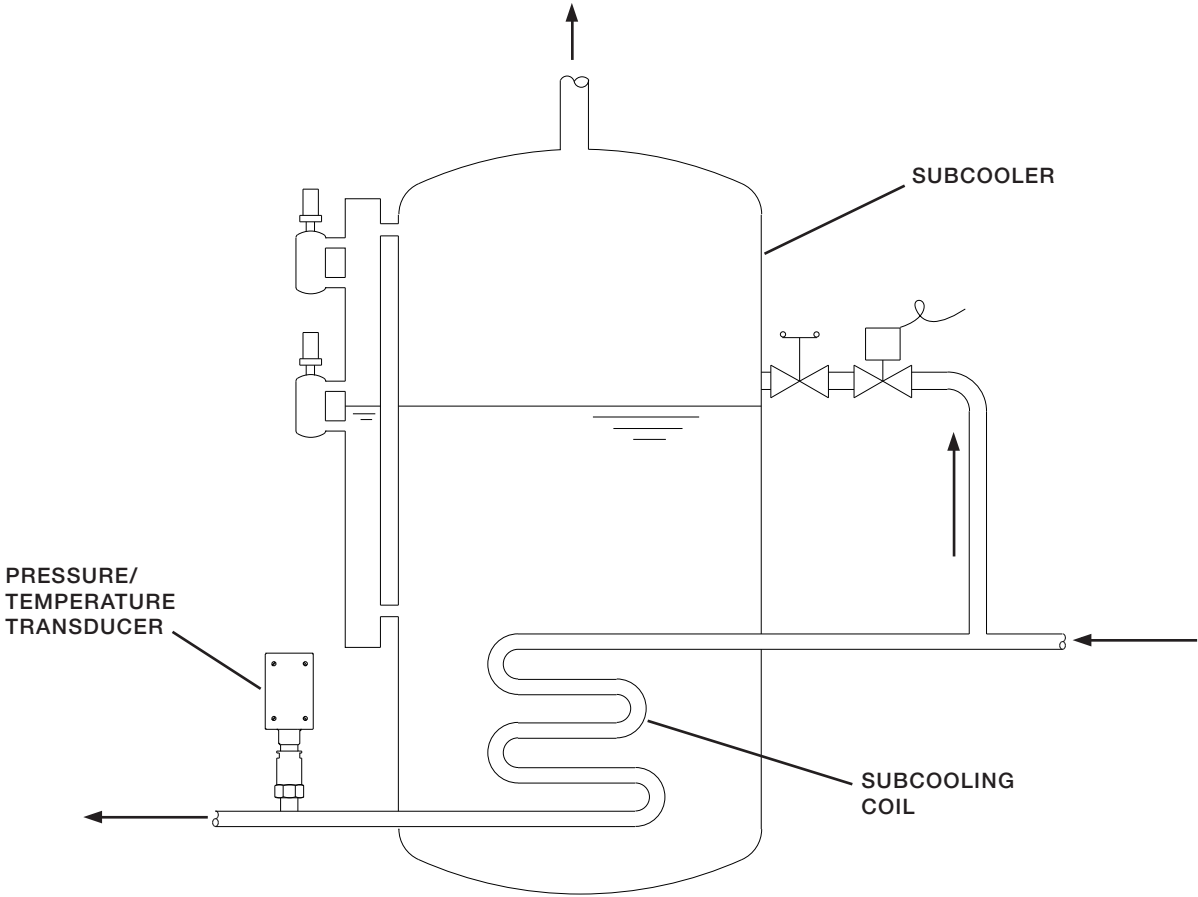 SUBCOOLER
PRESSURE/
TEMPERATURE
TRANSDUCER
SUBCOOLING
COIL